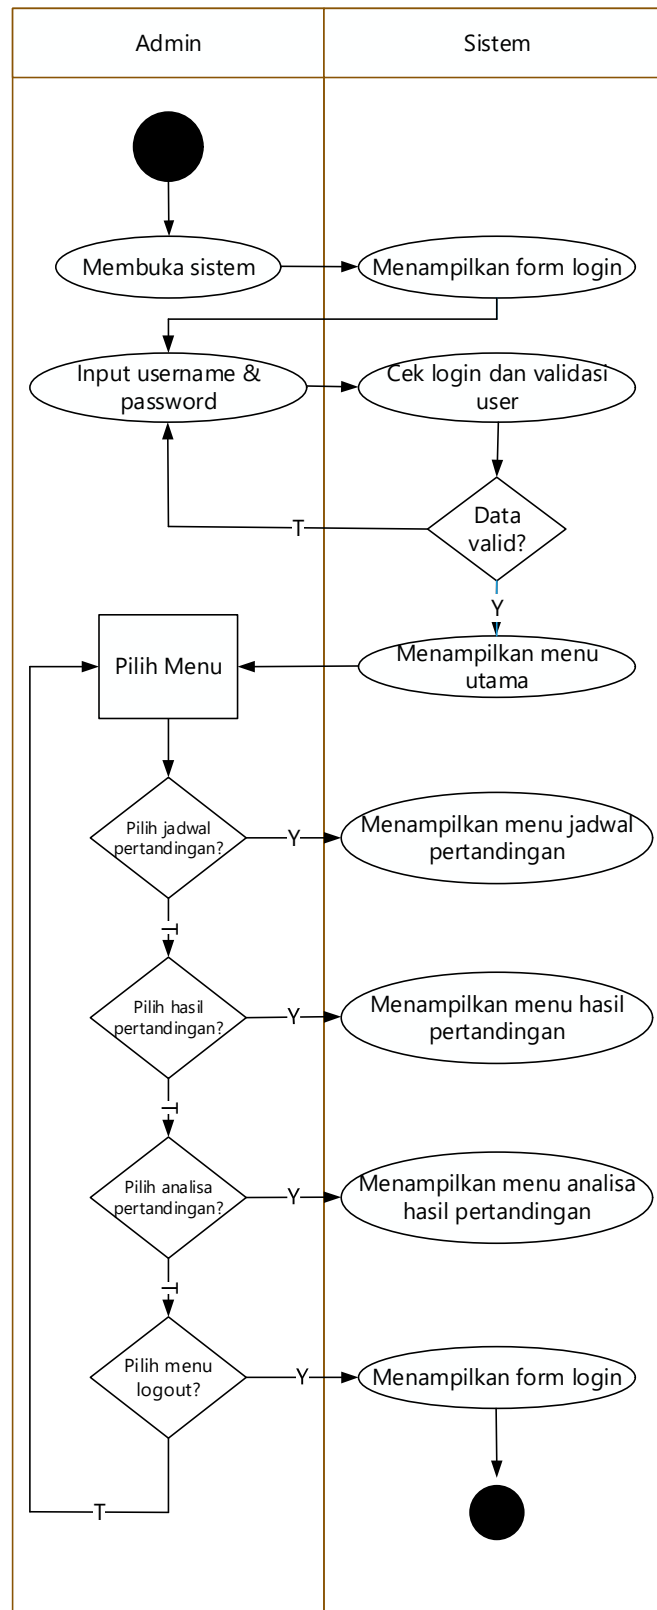 Admin
Sistem
Membuka sistem
Menampilkan form login
Input username &
password
Cek login dan validasi
user
Data
valid?
T
Y
Pilih Menu
Menampilkan menu
utama
Pilih jadwal
pertandingan?
Y
Menampilkan menu jadwal
pertandingan
T
Pilih hasil
pertandingan?
Y
Menampilkan menu hasil
pertandingan
T
Pilih analisa
pertandingan?
Y
Menampilkan menu analisa
hasil pertandingan
T
Pilih menu
logout?
Y
Menampilkan form login
T